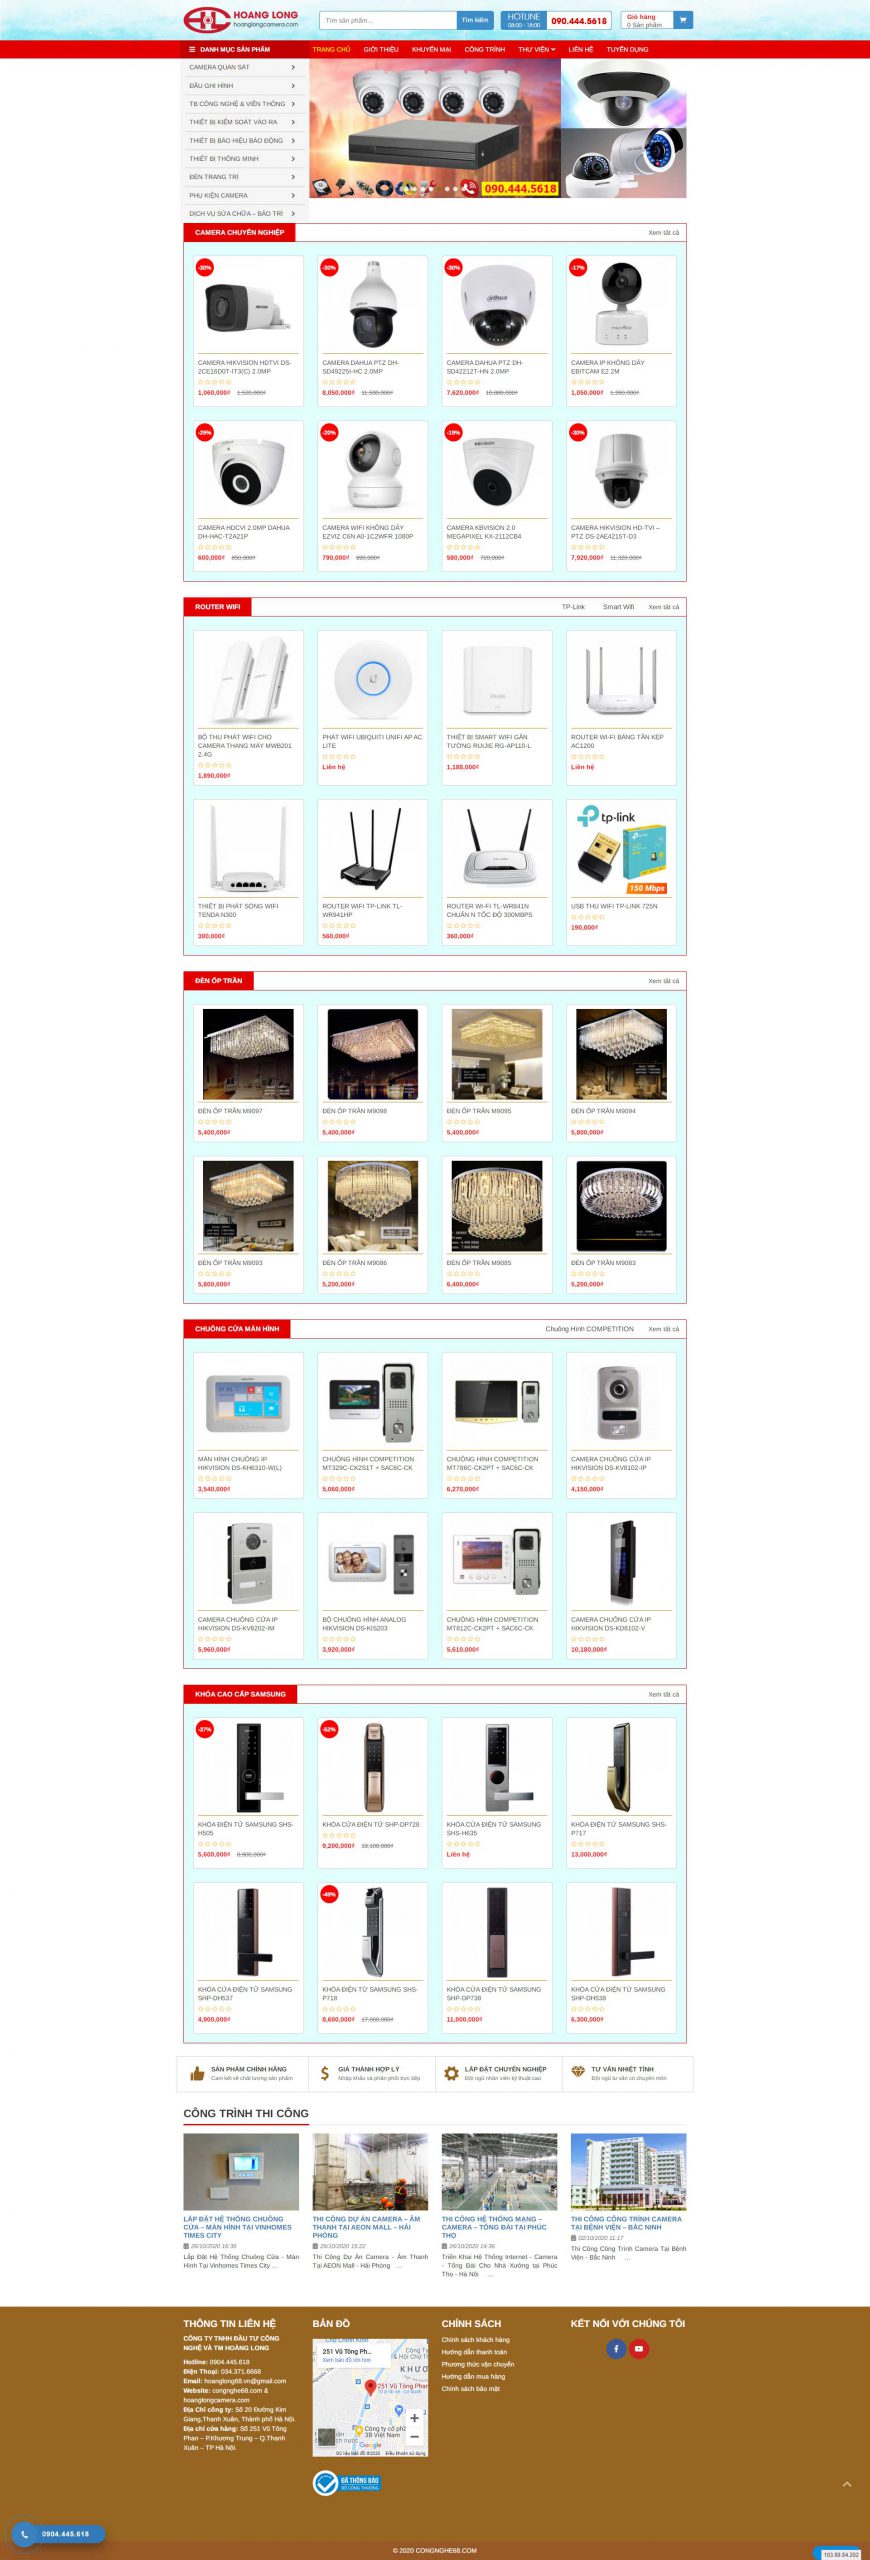 HOANG LONG
hoanglongcamera.com
Tìm sản phẩm...
Tìm kiếm
HOTLINE
08:00 - 18:00
090.444.5618
Giỏ hàng
0 Sản phẩm
DANH MỤC SẢN PHẨM
TRANG CHỦ
GIỚI THIỆU
KHUYẾN MẠI
CÔNG TRÌNH
THƯ VIỆN
LIÊN HỆ
TUYỂN DỤNG
CAMERA QUAN SÁT
ĐẦU GHI HÌNH
TB CÔNG NGHỆ & VIỄN THÔNG
THIẾT BỊ KIỂM SOÁT VÀO RA
THIẾT BỊ BÁO HIỆU BÁO ĐỘNG
THIẾT BỊ THÔNG MINH
ĐÈN TRANG TRÍ
PHỤ KIỆN CAMERA
DỊCH VỤ SỬA CHỮA – BẢO TRÌ
090.444.5618
CAMERA CHUYÊN NGHIỆP
Xem tất cả
-30%
-30%
-30%
-17%
CAMERA HIKVISION HDTVI DS-
2CE16D0T-IT3(C) 2.0MP
1,060,000₫ 1,520,000₫
CAMERA DAHUA PTZ DH-
SD49225I-HC 2.0MP
8,050,000₫ 11,500,000₫
CAMERA DAHUA PTZ DH-
SD42212T-HN 2.0MP
7,620,000₫ 10,880,000₫
CAMERA IP KHÔNG DÂY
EBITCAM E2 2M
1,050,000₫ 1,260,000₫
-29%
-20%
-19%
-30%
CAMERA HDCVI 2.0MP DAHUA
DH-HAC-T2A21P
600,000₫ 850,000₫
CAMERA WIFI KHÔNG DÂY
EZVIZ C6N A0-1C2WFR 1080P
790,000₫ 990,000₫
CAMERA KBVISION 2.0
MEGAPIXEL KX-2112CB4
580,000₫ 720,000₫
CAMERA HIKVISION HD-TVI –
PTZ DS-2AE4215T-D3
7,920,000₫ 11,320,000₫
ROUTER WIFI
TP-Link
Smart Wifi
Xem tất cả
BỘ THU PHÁT WIFI CHO
CAMERA THANG MÁY MWB201
2.4G
1,890,000₫
PHÁT WIFI UBIQUITI UNIFI AP AC
LITE
Liên hệ
THIẾT BỊ SMART WIFI GẮN
TƯỜNG RUIJIE RG-AP110-L
1,188,000₫
ROUTER WI-FI BĂNG TẦN KÉP
AC1200
Liên hệ
tp-link
150 Mbps
THIẾT BỊ PHÁT SÓNG WIFI
TENDA N300
300,000₫
ROUTER WIFI TP-LINK TL-
WR941HP
560,000₫
ROUTER WI-FI TL-WR841N
CHUẨN N TỐC ĐỘ 300MBPS
360,000₫
USB THU WIFI TP-LINK 725N
190,000₫
ĐÈN ỐP TRẦN
Xem tất cả
ĐÈN ỐP TRẦN M9097
5,400,000₫
ĐÈN ỐP TRẦN M9098
5,400,000₫
ĐÈN ỐP TRẦN M9095
5,400,000₫
ĐÈN ỐP TRẦN M9094
5,800,000₫
ĐÈN ỐP TRẦN M9093
5,800,000₫
ĐÈN ỐP TRẦN M9086
5,200,000₫
ĐÈN ỐP TRẦN M9085
6,400,000₫
ĐÈN ỐP TRẦN M9083
5,200,000₫
CHUÔNG CỬA MÀN HÌNH
Chuông Hình COMPETITION
Xem tất cả
MÀN HÌNH CHUÔNG IP
HIKVISION DS-KH6310-W(L)
3,540,000₫
CHUÔNG HÌNH COMPETITION
MT329C-CK2S1T + SAC6C-CK
5,060,000₫
CHUÔNG HÌNH COMPETITION
MT786C-CK2PT + SAC6C-CK
6,270,000₫
CAMERA CHUÔNG CỬA IP
HIKVISION DS-KV8102-IP
4,150,000₫
CAMERA CHUÔNG CỬA IP
HIKVISION DS-KV8202-IM
5,960,000₫
BỘ CHUÔNG HÌNH ANALOG
HIKVISION DS-KIS203
3,920,000₫
CHUÔNG HÌNH COMPETITION
MT812C-CK2PT + SAC6C-CK
5,610,000₫
CAMERA CHUÔNG CỬA IP
HIKVISION DS-KD8102-V
10,180,000₫
KHÓA CAO CẤP SAMSUNG
Xem tất cả
-37%
-52%
KHÓA ĐIỆN TỬ SAMSUNG SHS-
H505
5,600,000₫ 8,900,000₫
KHÓA CỬA ĐIỆN TỬ SHP-DP728
9,200,000₫ 19,100,000₫
KHÓA CỬA ĐIỆN TỬ SAMSUNG
SHS-H635
Liên hệ
KHÓA ĐIỆN TỬ SAMSUNG SHS-
P717
13,000,000₫
-49%
KHÓA CỬA ĐIỆN TỬ SAMSUNG
SHP-DH537
4,900,000₫
KHÓA ĐIỆN TỬ SAMSUNG SHS-
P718
8,600,000₫ 17,000,000₫
KHÓA CỬA ĐIỆN TỬ SAMSUNG
SHP-DP738
11,000,000₫
KHÓA CỬA ĐIỆN TỬ SAMSUNG
SHP-DH538
6,300,000₫
SẢN PHẨM CHÍNH HÃNG
Cam kết về chất lượng sản phẩm
GIÁ THÀNH HỢP LÝ
Nhập khẩu và phân phối trực tiếp
LẮP ĐẶT CHUYÊN NGHIỆP
Đội ngũ nhân viên kỹ thuật cao
TƯ VẤN NHIỆT TÌNH
Đội ngũ tư vấn có chuyên môn
CÔNG TRÌNH THI CÔNG
LẮP ĐẶT HỆ THỐNG CHUÔNG
CỬA – MÀN HÌNH TẠI VINHOMES
TIMES CITY
26/10/2020 16:36
Lắp Đặt Hệ Thống Chuông Cửa - Màn
Hình Tại Vinhomes Times City ...
THI CÔNG DỰ ÁN CAMERA – ÂM
THANH TẠI AEON MALL – HẢI
PHÒNG
26/10/2020 15:22
Thi Công Dự Án Camera - Âm Thanh
Tại AEON Mall - Hải Phòng ...
THI CÔNG HỆ THỐNG MẠNG –
CAMERA – TỔNG ĐÀI TẠI PHÚC
THỌ
26/10/2020 14:36
Triển Khai Hệ Thống Internet - Camera
- Tổng Đài Cho Nhà Xưởng tại Phúc
Thọ - Hà Nội ...
THI CÔNG CÔNG TRÌNH CAMERA
TẠI BỆNH VIỆN – BẮC NINH
02/10/2020 11:17
Thi Công Công Trình Camera Tại Bệnh
Viện - Bắc Ninh ...
THÔNG TIN LIÊN HỆ
CÔNG TY TNHH ĐẦU TƯ CÔNG
NGHỆ VÀ TM HOÀNG LONG
Hotline: 0904.445.618
Điện Thoại: 034.371.6668
Email: hoanglong68.vn@gmail.com
Website: congnghe68.com &
hoanglongcamera.com
Địa Chỉ công ty: Số 20 Đường Kim
Giang,Thanh Xuân, Thành phố Hà Nội.
Địa chỉ cửa hàng: Số 251 Vũ Tông
Phan – P.Khương Trung – Q.Thanh
Xuân – TP Hà Nội.
BẢN ĐỒ
251 Vũ Tông Ph...
Xem bản đồ lớn hơn
251 Vũ Tông Phan
Công ty cổ ph
3B Việt Nam
Google
Dữ liệu bản đồ ©2020 Điều khoản sử dụng
ĐÃ THÔNG BÁO
BỘ CÔNG THƯƠNG
CHÍNH SÁCH
Chính sách khách hàng
Hướng dẫn thanh toán
Phương thức vận chuyển
Hướng dẫn mua hàng
Chính sách bảo mật
KẾT NỐI VỚI CHÚNG TÔI
0904.445.618
© 2020 CONGNGHE68.COM
103.89.84.202